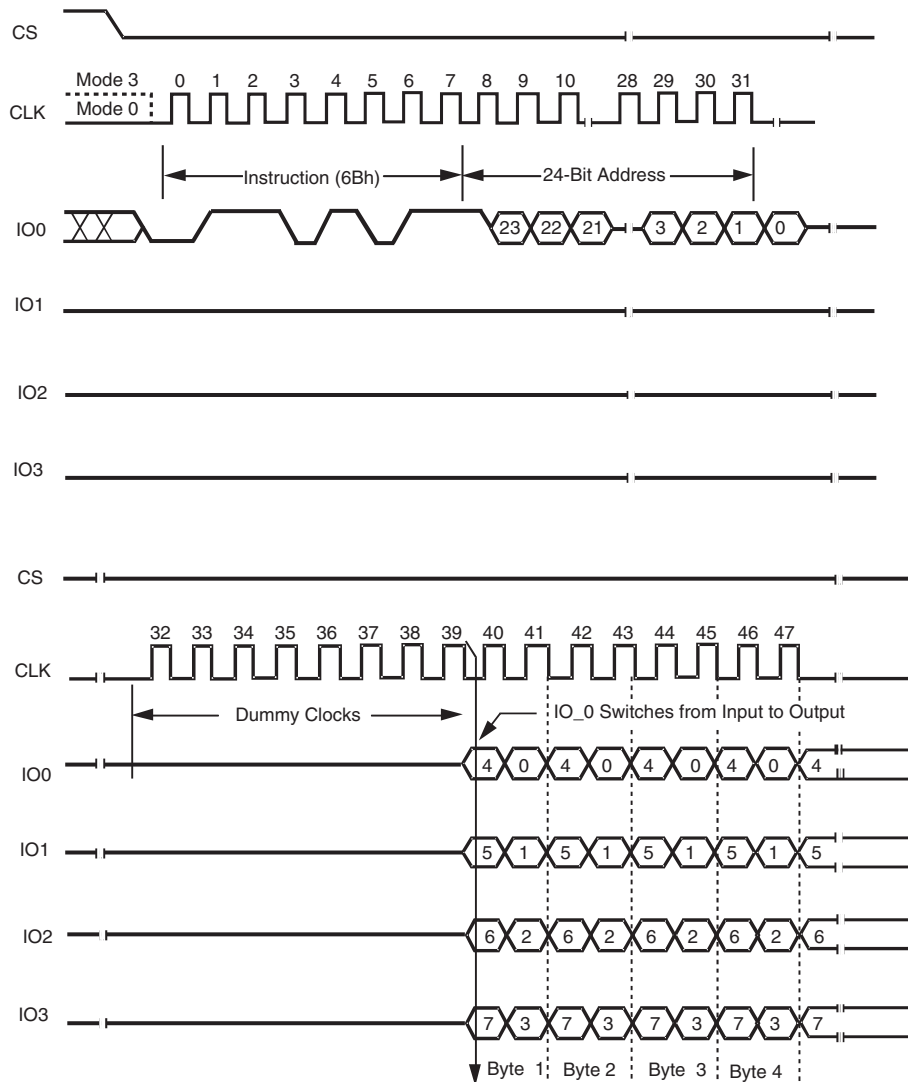 CS
Mode 3 0 1 2 3 4 5 6 7 8 9 10 28 29 30 31
CLK Mode 0
Instruction (6Bh) 24-Bit Address
IO0 23 22 21 3 2 1 0
IO1
IO2
IO3
CS
32 33 34 35 36 37 38 39 40 41 42 43 44 45 46 47
CLK
Dummy Clocks IO_0 Switches from Input to Output
IO0 4 0 4 0 4 0 4 0 4
IO1 5 1 5 1 5 1 5 1 5
IO2 6 2 6 2 6 2 6 2 6
IO3 7 3 7 3 7 3 7 3 7
Byte 1 Byte 2 Byte 3 Byte 4